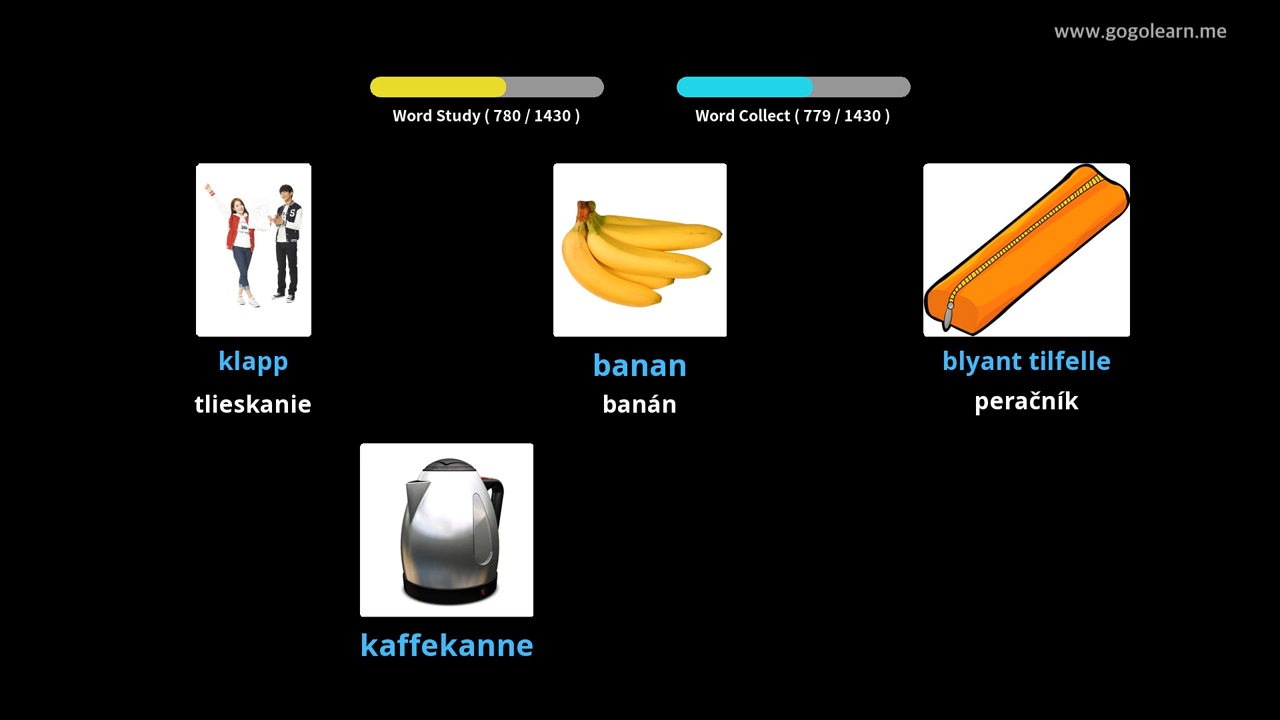 www.gogolearn.me
Word Study ( 780 / 1430 )
Word Collect ( 779 / 1430 )
klapp
banan
blyant tilfelle
tlieskanie
banán
peračník
kaffekanne